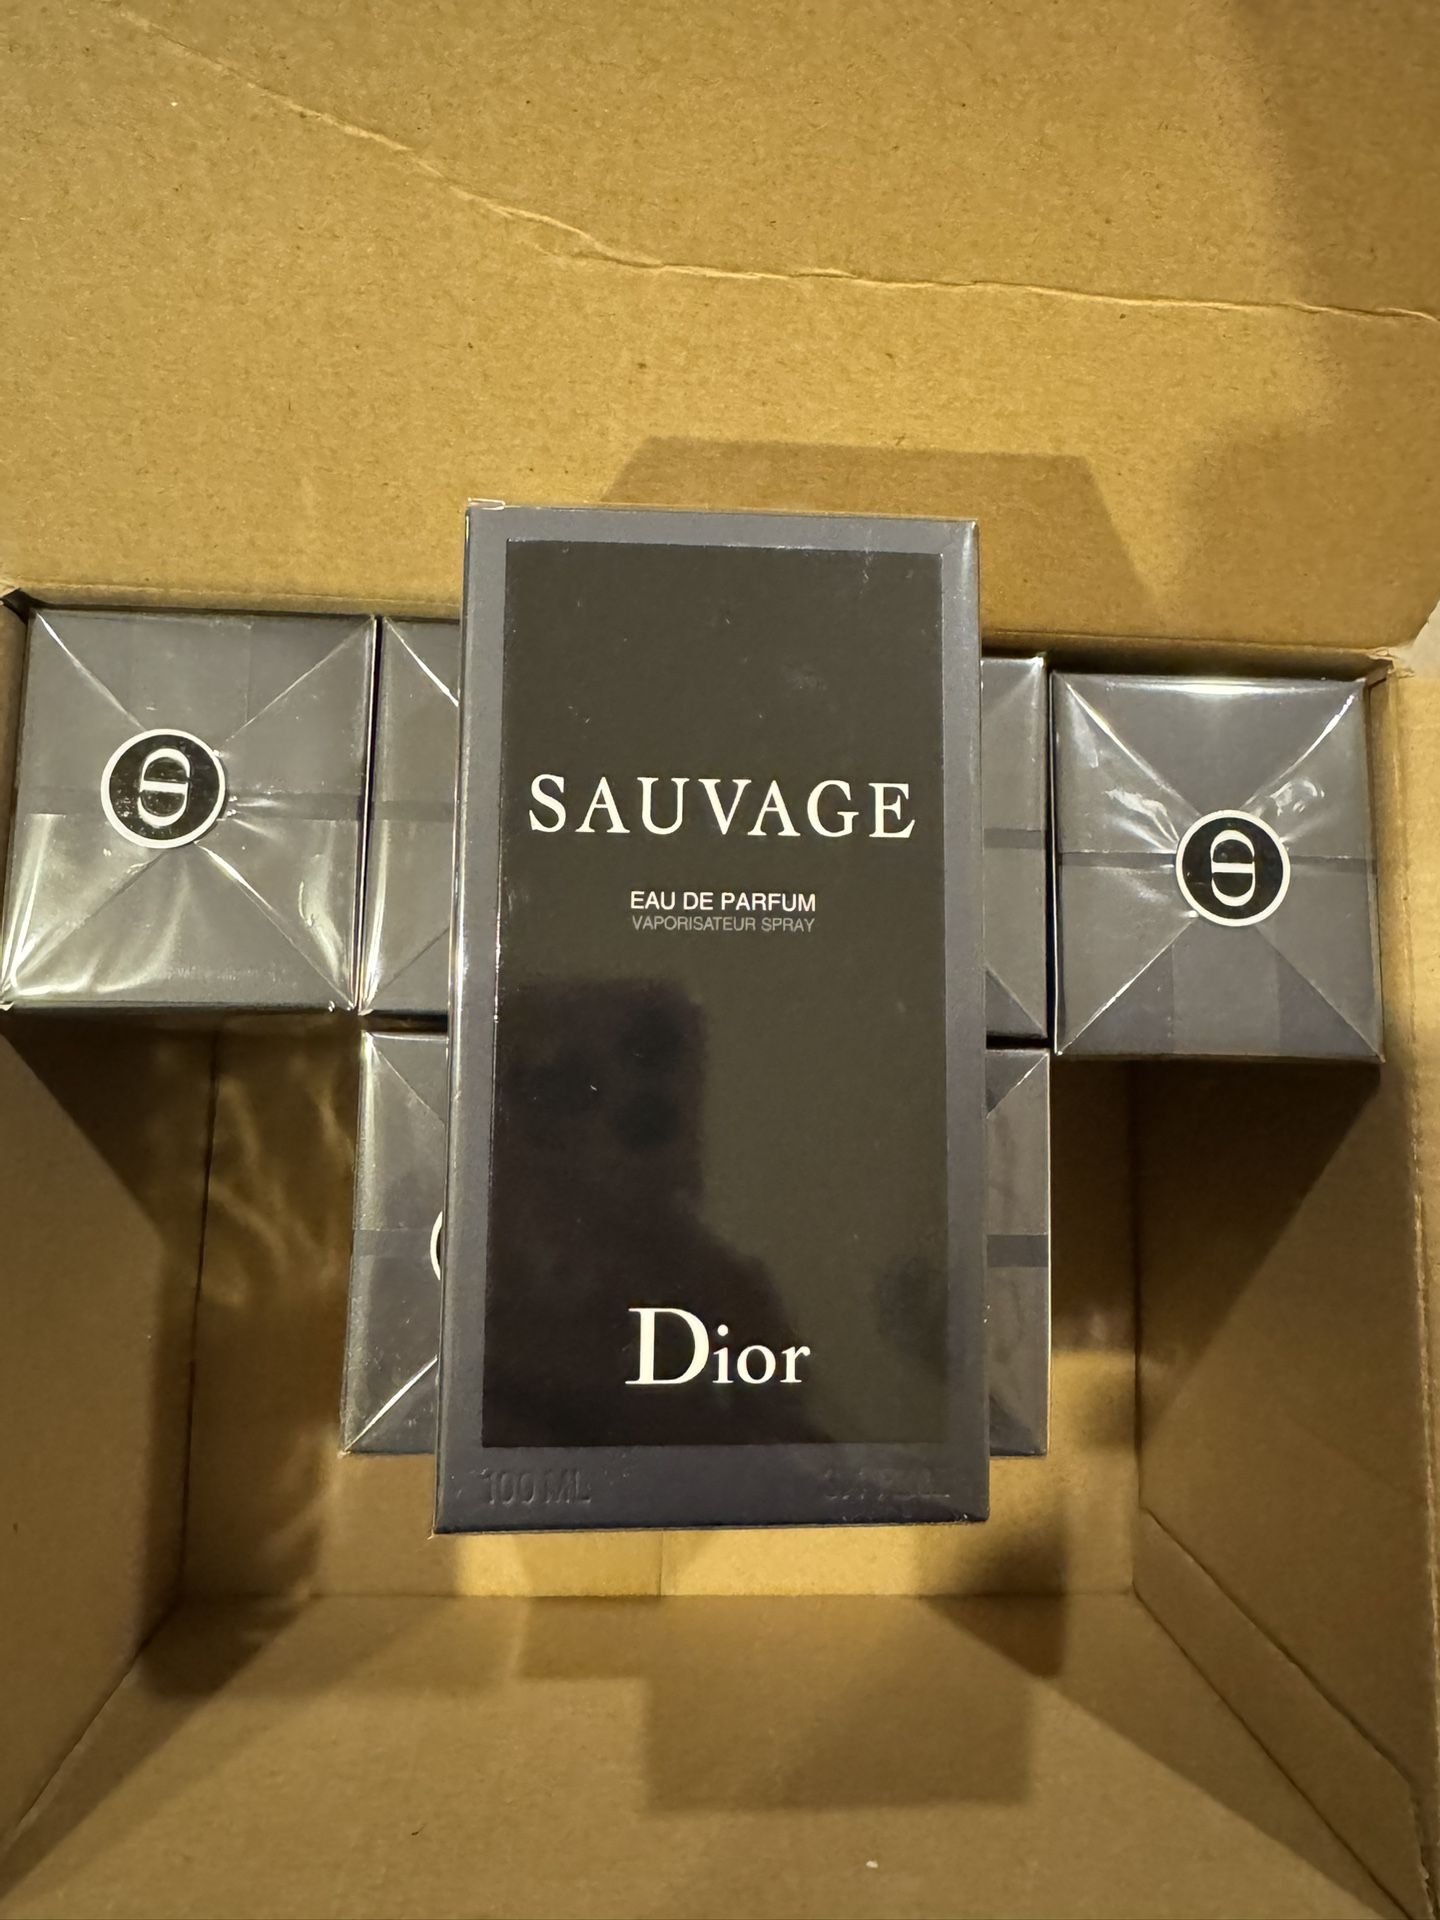 SAUVAGE
EAU DE PARFUM
VAPORISATEUR SPRAY
Dior
100 ML